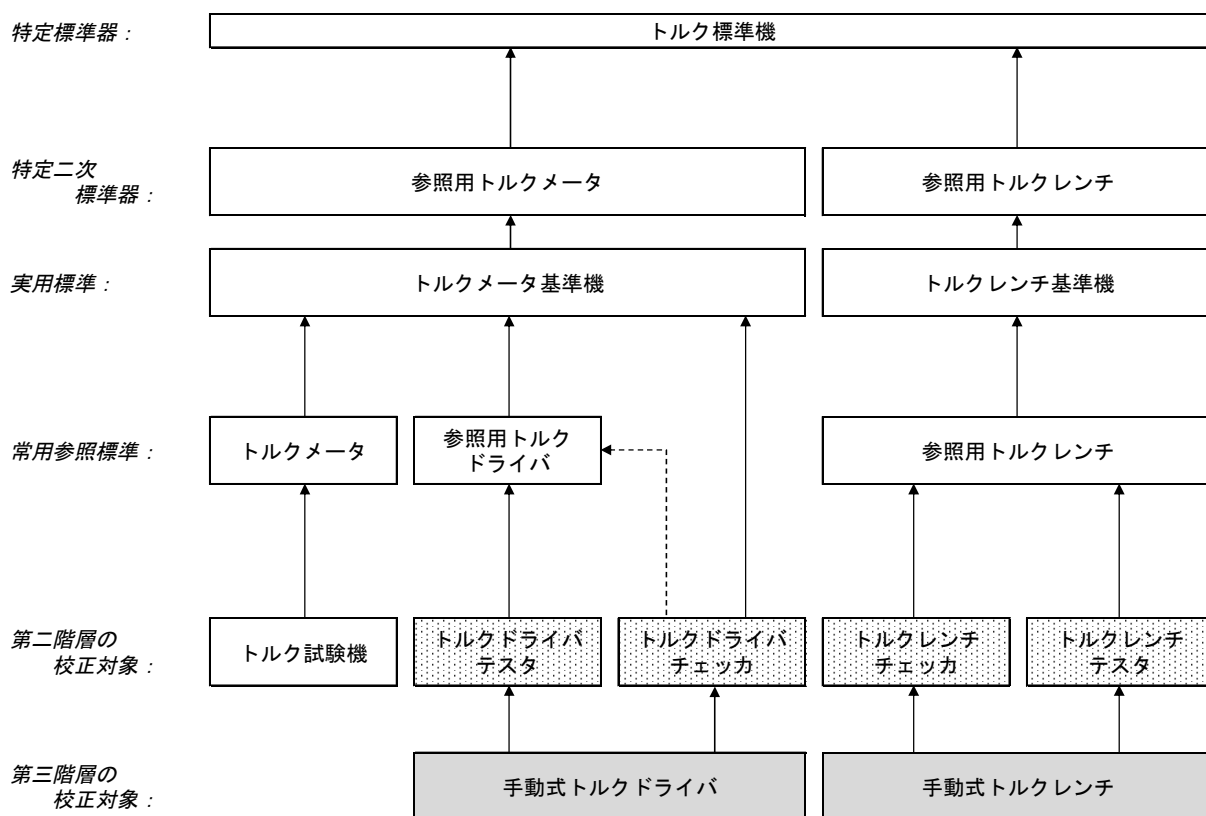 特定標準器：
トルク標準機
特定二次
標準器：
参照用トルクメータ
参照用トルクレンチ
実用標準：
トルクメータ基準機
トルクレンチ基準機
常用参照標準：
トルクメータ
参照用トルク
ドライバ
参照用トルクレンチ
第二階層の
校正対象：
トルク試験機
トルクドライバ
テスタ
トルクドライバ
チェッカ
トルクレンチ
チェッカ
トルクレンチ
テスタ
第三階層の
校正対象：
手動式トルクドライバ
手動式トルクレンチ